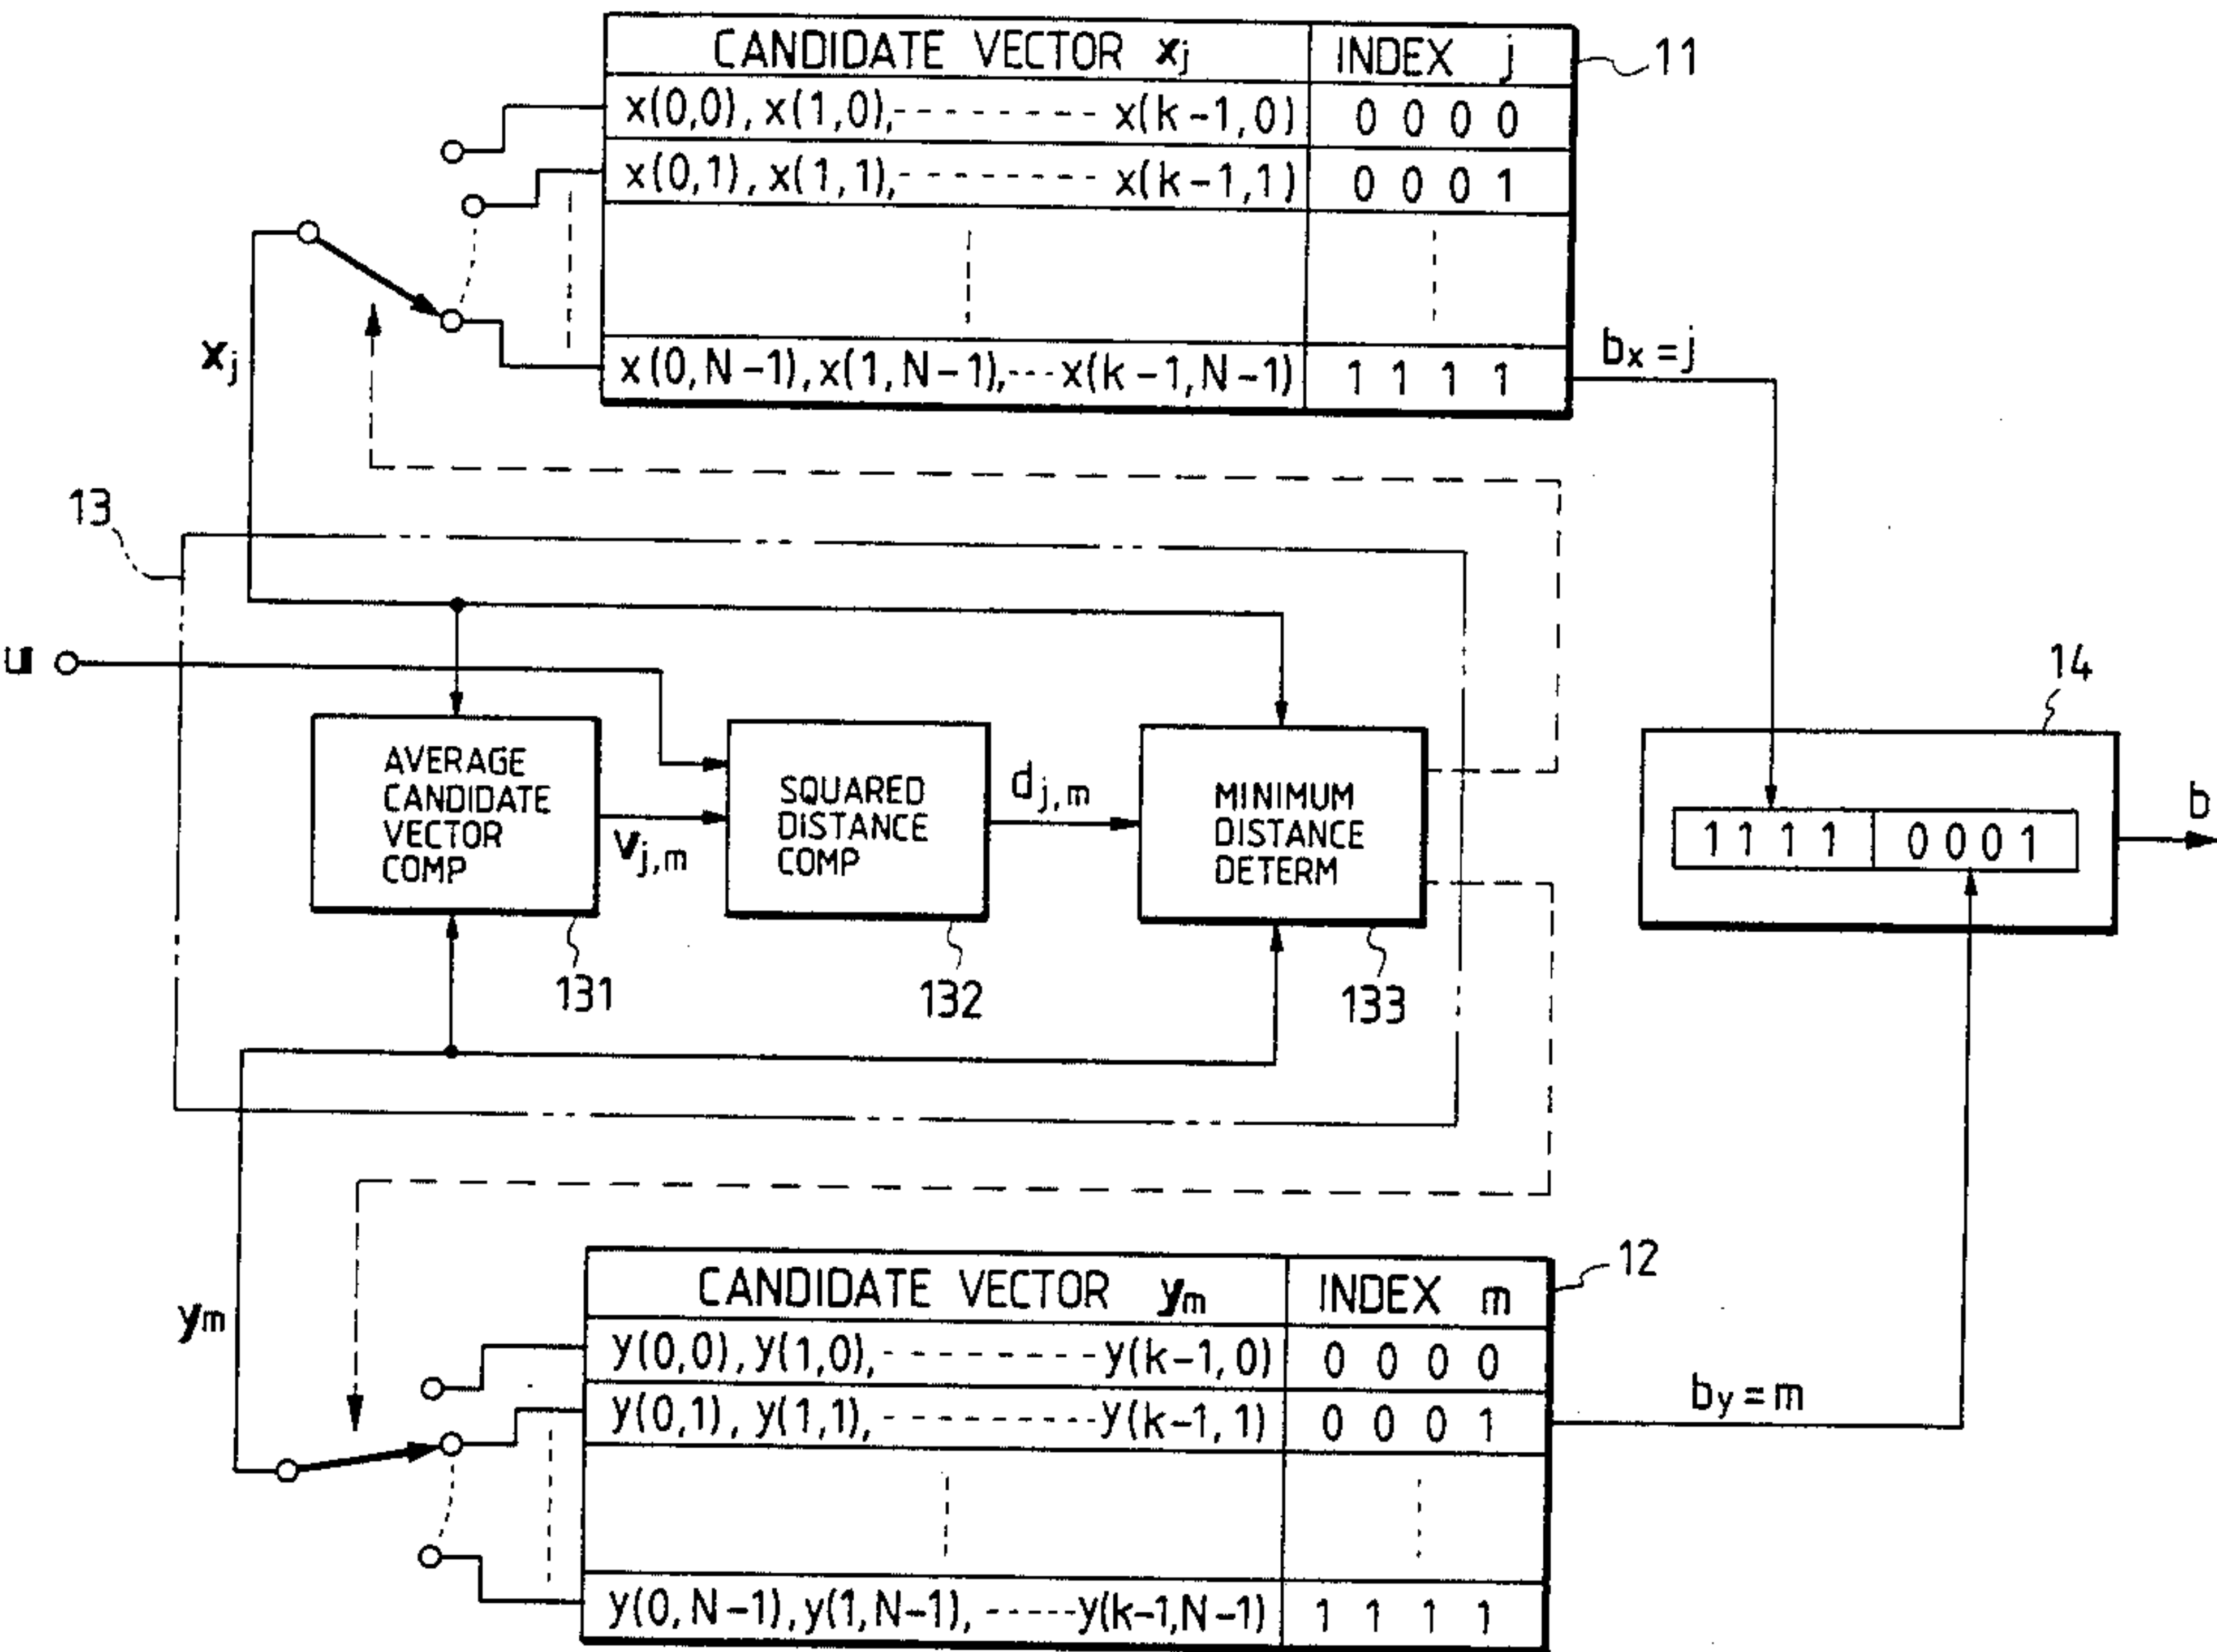 CANDIDATE VECTOR xj INDEX j
11
x(0,0), x(1,0),--------- x(k-1,0) 0 0 0 0
x(0,1), x(1,1),-------- x(k-1,1) 0 0 0 1
x(0,N-1),x(1,N-1),---x(k-1,N-1) 1 1 1 1
bx=j
xj
13
u
14
AVERAGE
CANDIDATE
VECTOR
COMP
vj,m
SQUARED
DISTANCE
COMP
dj,m
MINIMUM
DISTANCE
DETERM
1 1 1 1 0 0 0 1
b
131
132
133
CANDIDATE VECTOR ym INDEX m
12
ym
y(0,0), y(1,0),---------y(k-1,0) 0 0 0 0
y(0,1), y(1,1), ---------y(k-1,1) 0 0 0 1
by=m
y(0,N-1),y(1,N-1), -----y(k-1,N-1) 1 1 1 1